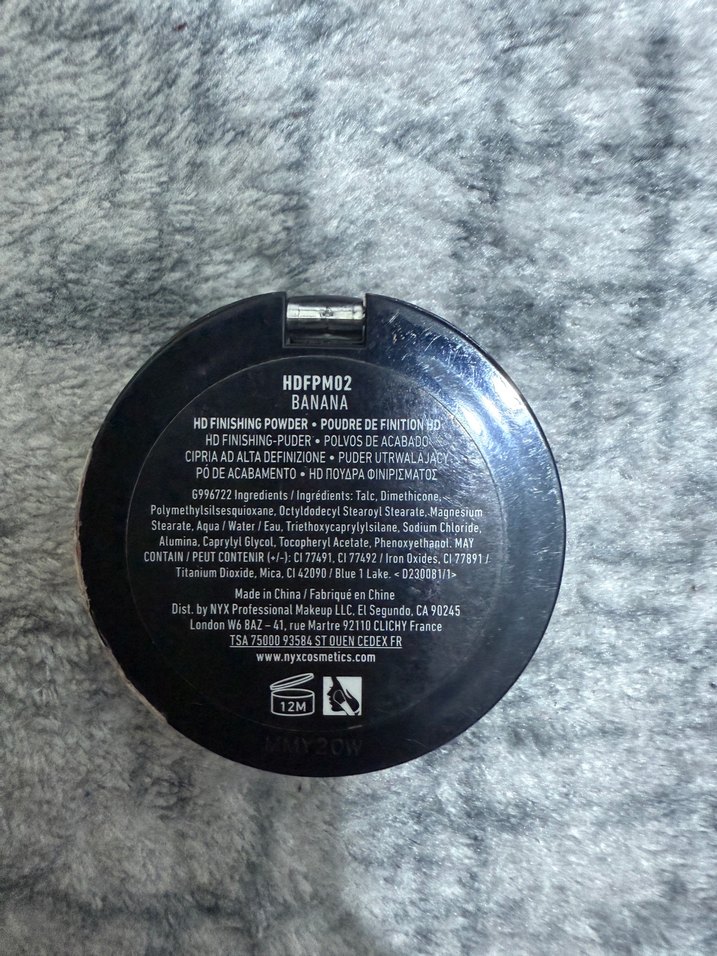 HDFPM02
BANANA
HD FINISHING POWDER • POUDRE DE FINITION HD
HD FINISHING-PUDER • POLVOS DE ACABADO
CIPRIA AD ALTA DEFINIZIONE • PUDER UTRWALAJACY
PÓ DE ACABAMENTO • HD ΠΟΥΔΡΑ ΦΙΝΙΡΙΣΜΑΤΟΣ
G996722 Ingredients / Ingrédients: Talc, Dimethicone,
Polymethylsilsesquioxane, Octyldodecyl Stearoyl Stearate, Magnesium
Stearate, Aqua / Water / Eau, Triethoxycaprylylsilane, Sodium Chloride,
Alumina, Caprylyl Glycol, Tocopheryl Acetate, Phenoxyethanol. MAY
CONTAIN / PEUT CONTENIR (+/-): CI 77491, CI 77492 / Iron Oxides, CI 77891 /
Titanium Dioxide, Mica, CI 42090 / Blue 1 Lake. < D230081/1>
Made in China / Fabriqué en Chine
Dist. by NYX Professional Makeup LLC, El Segundo, CA 90245
London W6 8AZ – 41, rue Martre 92110 CLICHY France
TSA 75000 93584 ST OUEN CEDEX FR
www.nyxcosmetics.com
12M